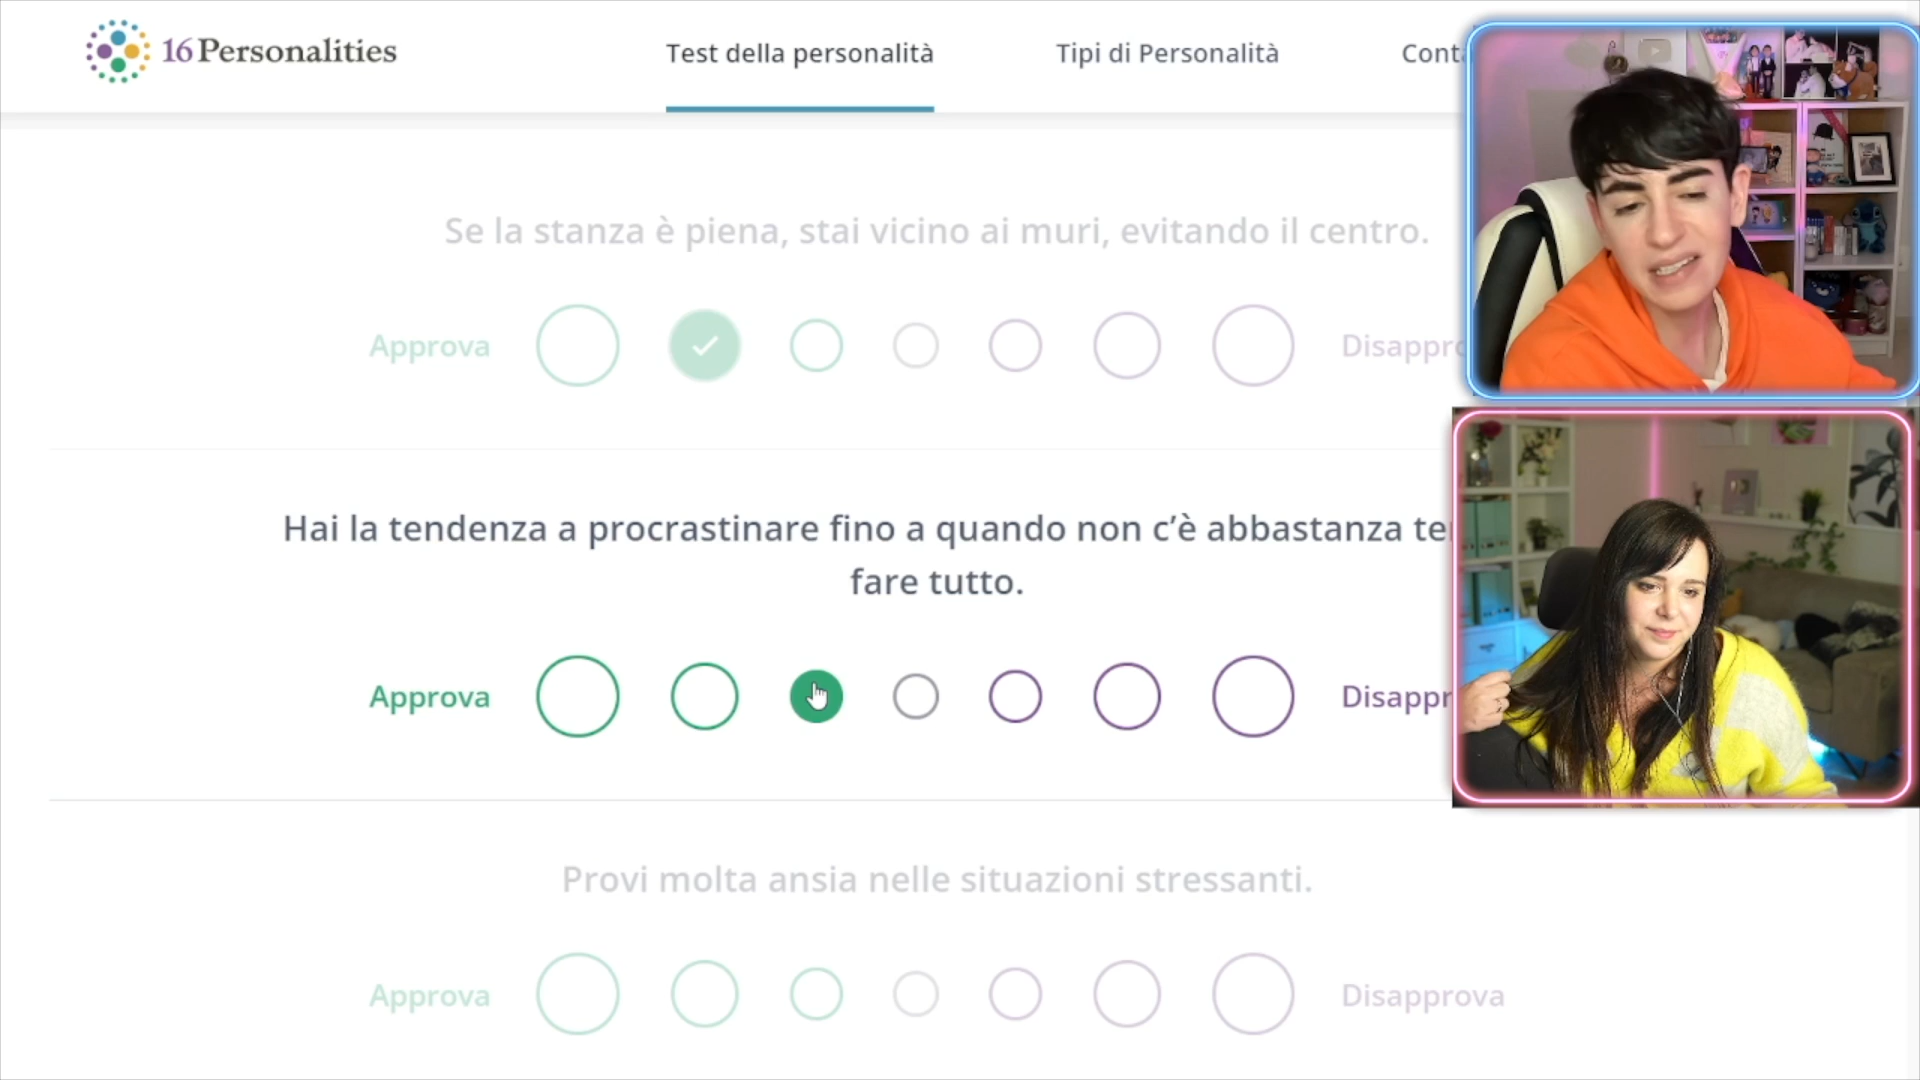 16Personalities
Test della personalità
Tipi di Personalità
Se la stanza è piena, stai vicino ai muri, evitando il centro.
Approva
Hai la tendenza a procrastinare fino a quando non c’è abbastanza
fare tutto.
Approva
Provi molta ansia nelle situazioni stressanti.
Approva
Disapprova